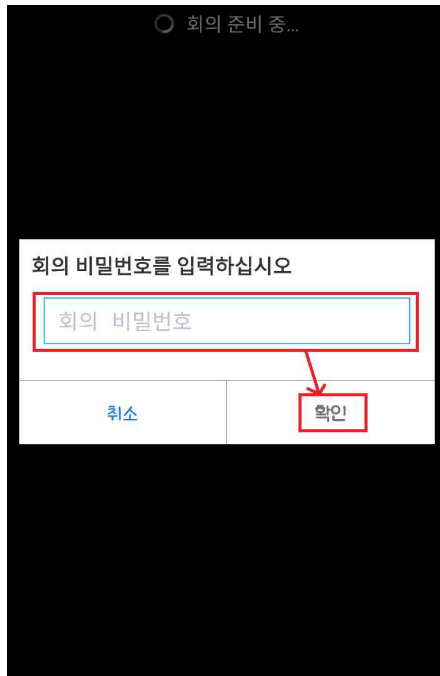 회의 준비 중...
회의 비밀번호를 입력하십시오
회의 비밀번호
취소
확인